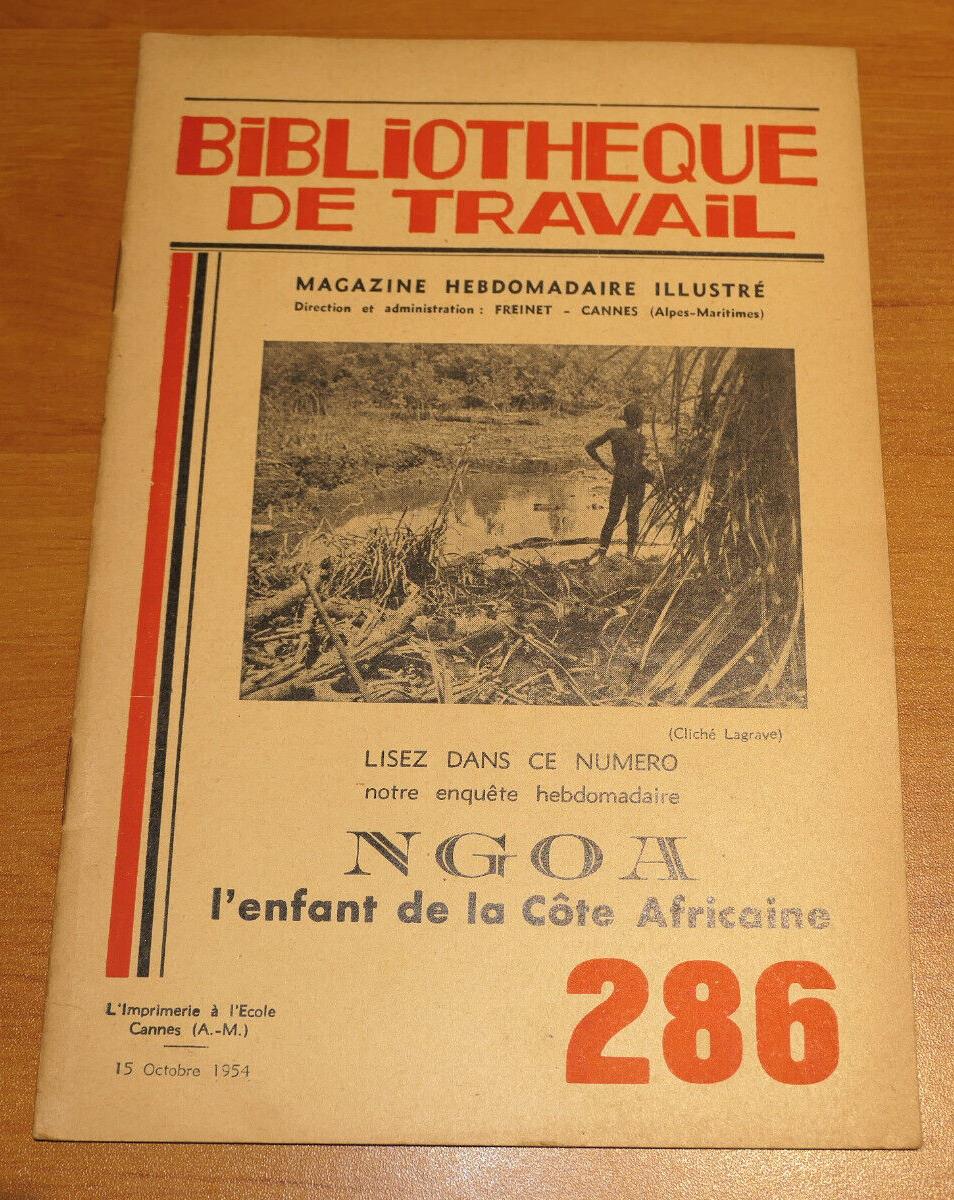 BiBLiOTHEQUE
DE TRAVAiL
MAGAZINE HEBDOMADAIRE ILLUSTRÉ
Direction et administration : FREINET - CANNES (Alpes-Maritimes)
(Cliché Lagrave)
LISEZ DANS CE NUMERO
notre enquête hebdomadaire
NGOA
l'enfant de la Côte Africaine
286
L'Imprimerie à l'Ecole
Cannes (A.-M.)
15 Octobre 1954